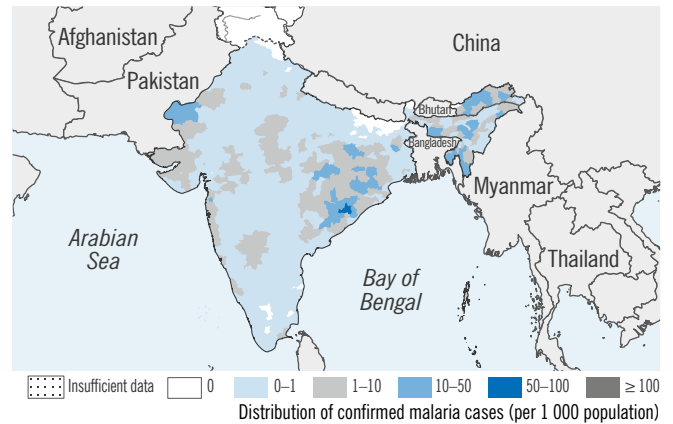 Afghanistan
China
Pakistan
Bhutan
Bangladesh
Myanmar
Arabian
Sea
Thailand
Bay of
Bengal
Insufficient data 0 0–1 1–10 10–50 50–100 ≥ 100
Distribution of confirmed malaria cases (per 1 000 population)